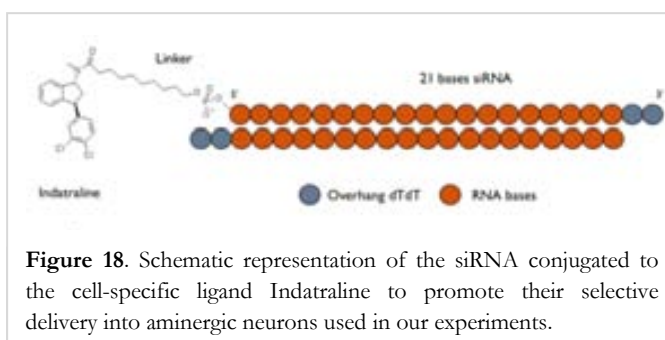 Linker
21 bases siRNA
5'
3'
Indatraline
Overhang dTdT
RNA bases
Figure 18. Schematic representation of the siRNA conjugated to
the cell-specific ligand Indatraline to promote their selective
delivery into aminergic neurons used in our experiments.